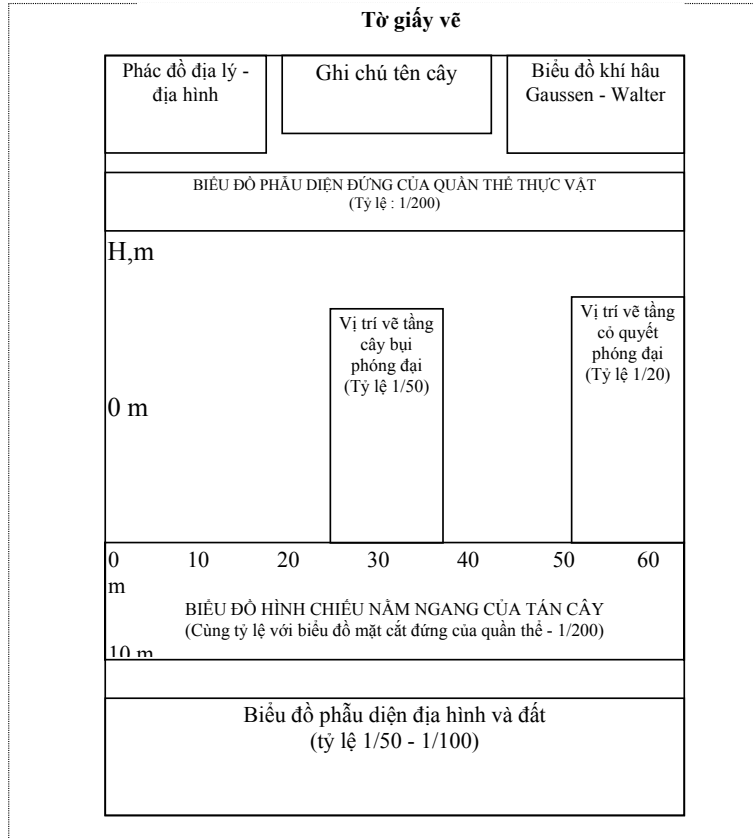 Tờ giấy vẽ
Phác đồ địa lý -
địa hình
Ghi chú tên cây
Biểu đồ khí hâu
Gaussen - Walter
BIỂU ĐỒ PHẪU DIỆN ĐỨNG CỦA QUẦN THỂ THỰC VẬT
(Tỷ lệ : 1/200)
H,m
Vị trí vẽ tầng
cây bụi
phóng đại
(Tỷ lệ 1/50)
Vị trí vẽ tầng
cỏ quyết
phóng đại
(Tỷ lệ 1/20)
0 m
0 10 20 30 40 50 60
m
BIỂU ĐỒ HÌNH CHIẾU NẰM NGANG CỦA TÁN CÂY
(Cùng tỷ lệ với biểu đồ mặt cắt đứng của quần thể - 1/200)
10 m
Biểu đồ phẫu diện địa hình và đất
(tỷ lệ 1/50 - 1/100)